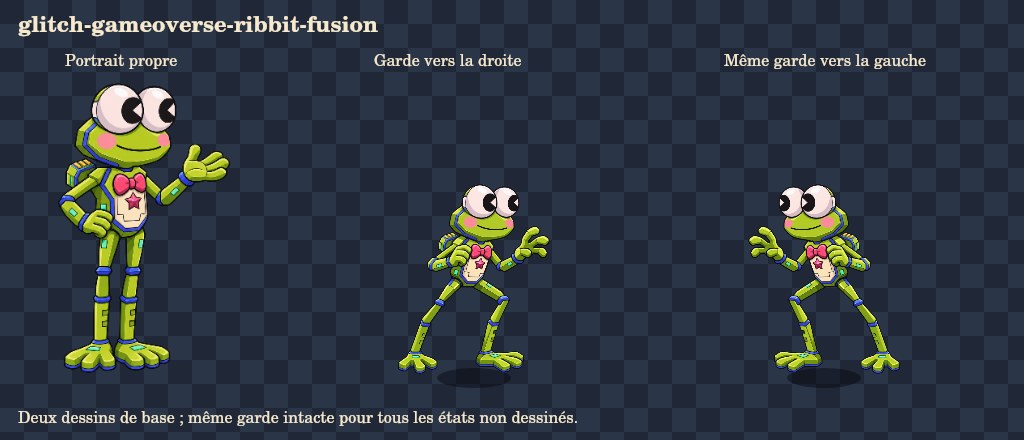 glitch-gameoverse-ribbit-fusion
Portrait propre
Garde vers la droite
Même garde vers la gauche
Deux dessins de base ; même garde intacte pour tous les états non dessinés.